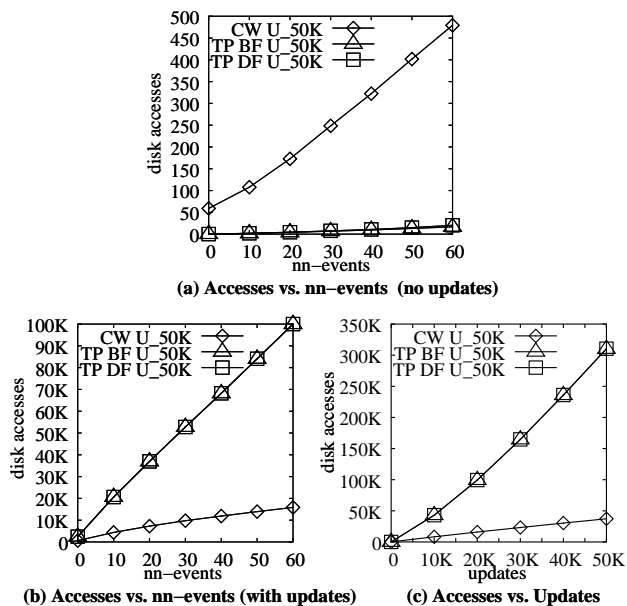 500
450
400
350
300
250
200
150
100
50
0
disk accesses
CW U_50K
TP BF U_50K
TP DF U_50K
0 10 20 30 40 50 60
nn-events
(a) Accesses vs. nn-events (no updates)
100K
90K
80K
70K
60K
50K
40K
30K
20K
10K
0
disk accesses
CW U_50K
TP BF U_50K
TP DF U_50K
0 10 20 30 40 50 60
nn-events
(b) Accesses vs. nn-events (with updates)
350K
300K
250K
200K
150K
100K
50K
0
disk accesses
CW U_50K
TP BF U_50K
TP DF U_50K
0 10K 20K 30K 40K 50K
updates
(c) Accesses vs. Updates